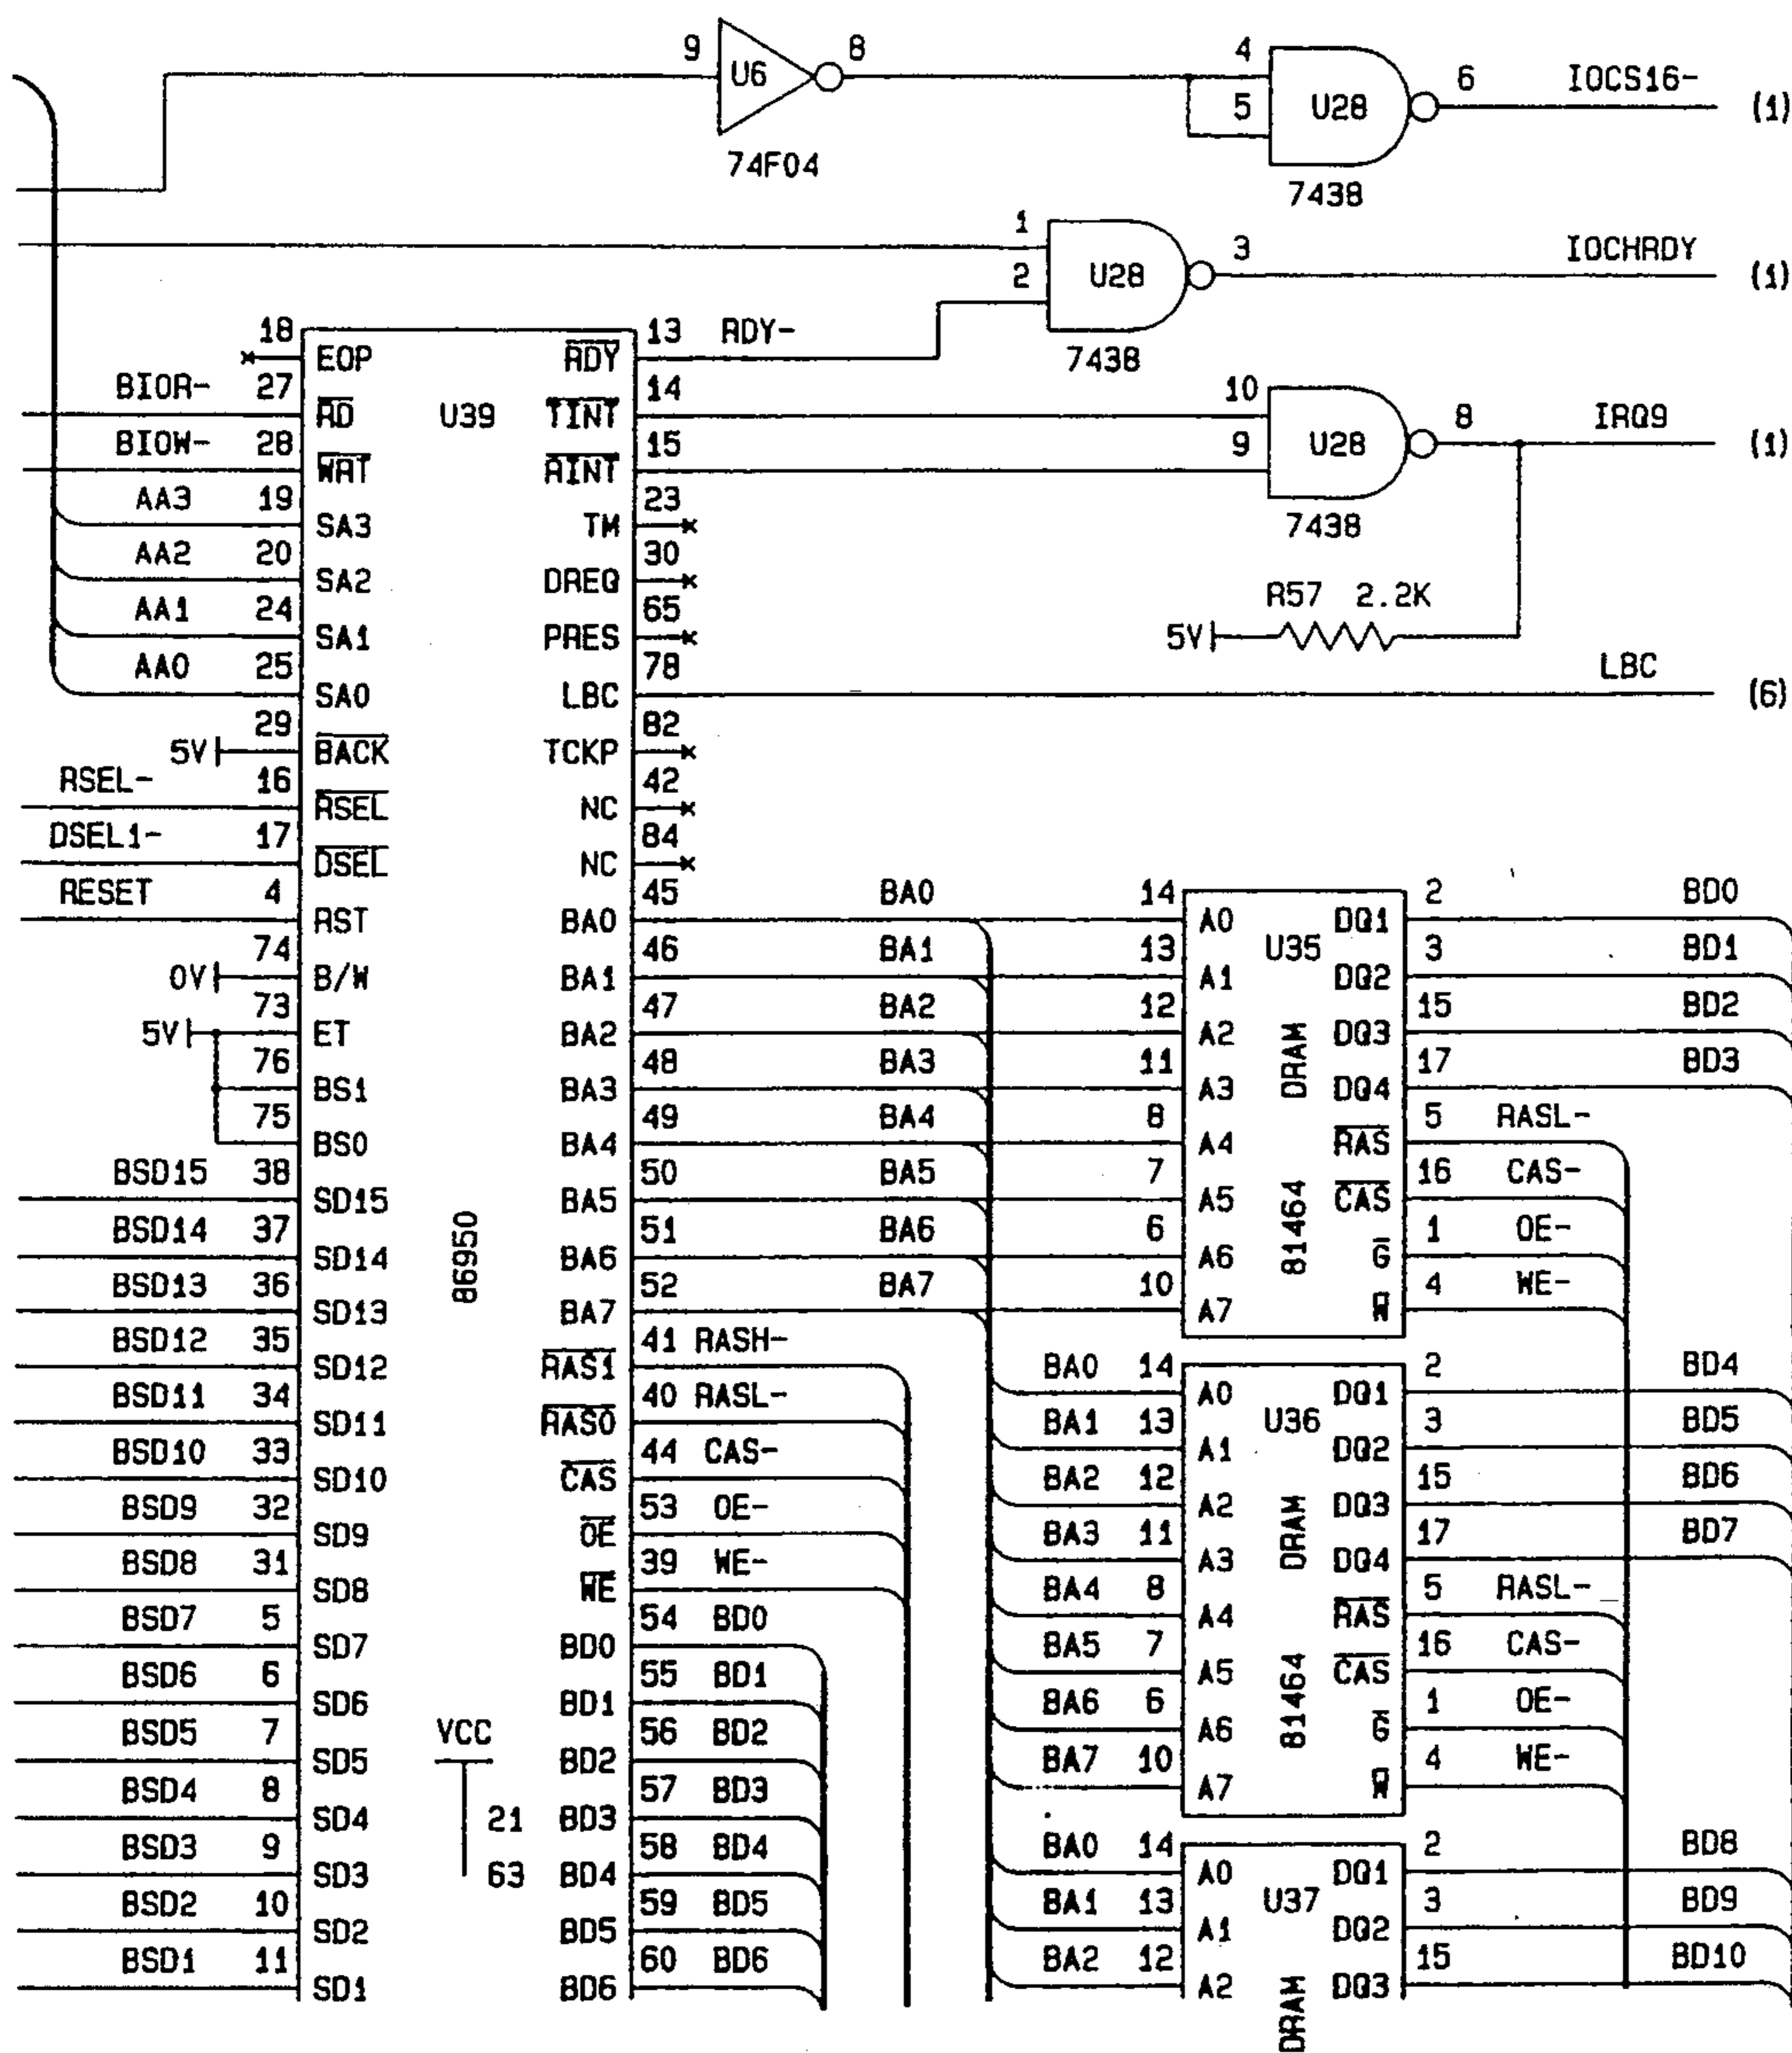 9 U6 8
74F04
4
5
U28
6 IOCS16- (1)
7438
1
2
U28
3 IOCHRDY (1)
7438
18 EOP
BIOR- 27 RD
BIOW- 28 WRT
AA3 19 SA3
AA2 20 SA2
AA1 24 SA1
AA0 25 SA0
29 5V BACK
RSEL- 16 RSEL
DSEL1- 17 DSEL
RESET 4 RST
74 0V B/W
73 5V ET
76 BS1
75 BS0
BSD15 38 SD15
BSD14 37 SD14
BSD13 36 SD13
BSD12 35 SD12
BSD11 34 SD11
BSD10 33 SD10
BSD9 32 SD9
BSD8 31 SD8
BSD7 5 SD7
BSD6 6 SD6
BSD5 7 SD5
BSD4 8 SD4
BSD3 9 SD3
BSD2 10 SD2
BSD1 11 SD1
U39
86950
VCC
21
63
RDY 13 RDY-
TINT 14
RINT 15
TM 23
DREQ 30
PRES 65
LBC 78
TCKP 82
NC 42
NC 84
BA0 45 BA0
BA1 46 BA1
BA2 47 BA2
BA3 48 BA3
BA4 49 BA4
BA5 50 BA5
BA6 51 BA6
BA7 52 BA7
RAS1 41 RASH-
RAS0 40 RASL-
CAS 44 CAS-
OE 53 OE-
WE 39 WE-
BD0 54 BD0
BD1 55 BD1
BD2 56 BD2
BD3 57 BD3
BD4 58 BD4
BD5 59 BD5
BD6 60 BD6
10
9
U28
8 IRQ9 (1)
7438
R57 2.2K
5V
LBC (6)
14 A0
13 A1
12 A2
11 A3
8 A4
7 A5
6 A6
10 A7
U35
DRAM
81464
DQ1 2 BD0
DQ2 3 BD1
DQ3 15 BD2
DQ4 17 BD3
RAS 5 RASL-
CAS 16 CAS-
G 1 OE-
W 4 WE-
BA0 14 A0
BA1 13 A1
BA2 12 A2
BA3 11 A3
BA4 8 A4
BA5 7 A5
BA6 6 A6
BA7 10 A7
U36
DRAM
81464
DQ1 2 BD4
DQ2 3 BD5
DQ3 15 BD6
DQ4 17 BD7
RAS 5 RASL-
CAS 16 CAS-
G 1 OE-
W 4 WE-
BA0 14 A0
BA1 13 A1
BA2 12 A2
U37
DRAM
DQ1 2 BD8
DQ2 3 BD9
DQ3 15 BD10